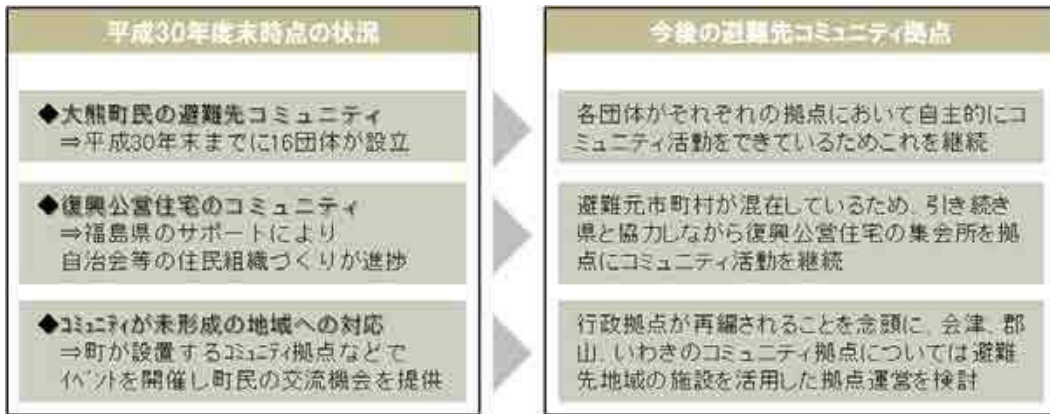 平成30年度末時点の状況
◆大熊町民の避難先コミュニティ
⇒平成30年末までに16団体が設立
◆復興公営住宅のコミュニティ
⇒福島県のサポートにより
自治会等の住民組織づくりが進捗
◆コミュニティが未形成の地域への対応
⇒町が設置するコミュニティ拠点などで
イベントを開催し町民の交流機会を提供
今後の避難先コミュニティ拠点
各団体がそれぞれの拠点において自主的にコ
ミュニティ活動をできているためこれを継続
避難元市町村が混在しているため、引き続き
県と協力しながら復興公営住宅の集会所を拠
点にコミュニティ活動を継続
行政拠点が再編されることを念頭に、会津、郡
山、いわきのコミュニティ拠点については避難
先地域の施設を活用した拠点運営を検討